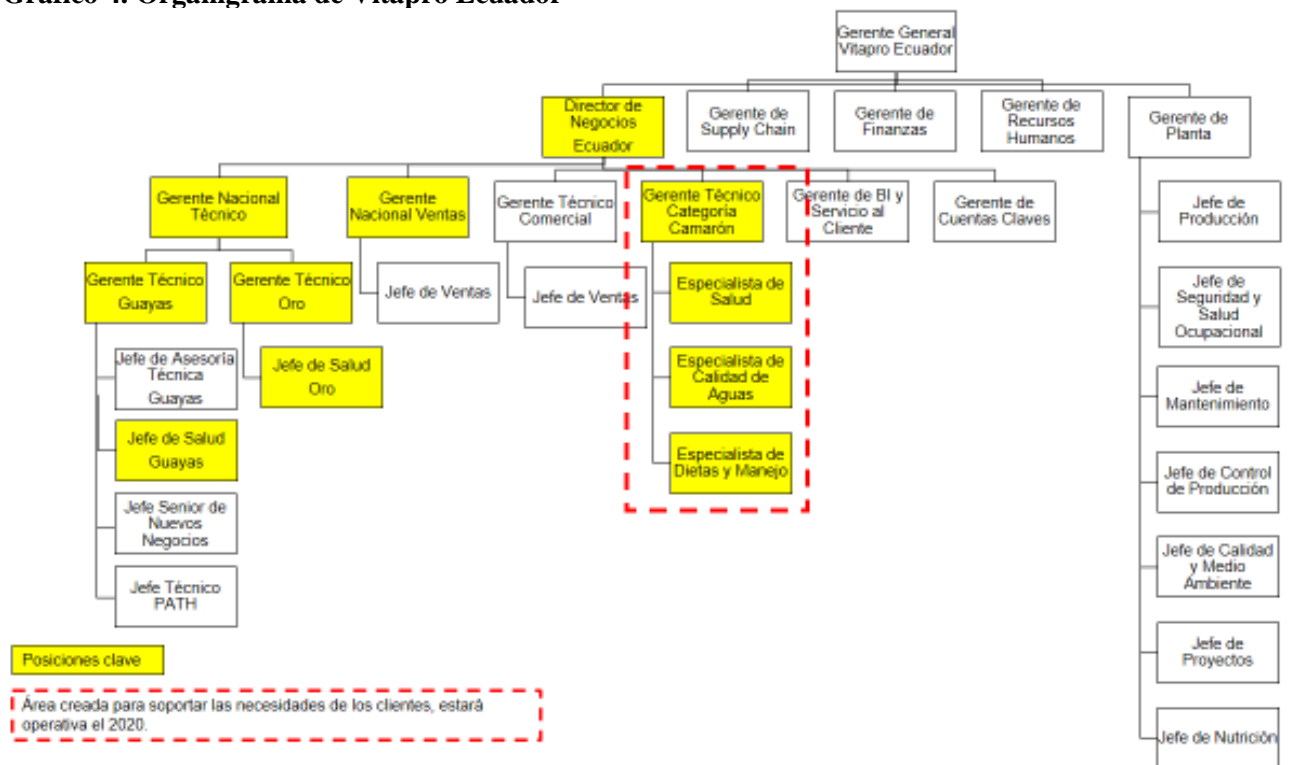 Gráfico 4. Organigrama de Vitapro Ecuador
Gerente General
Vitapro Ecuador
Director de
Negocios
Ecuador
Gerente de
Supply Chain
Gerente de
Finanzas
Gerente de
Recursos
Humanos
Gerente de
Planta
Gerente Nacional
Técnico
Gerente
Nacional Ventas
Gerente Técnico
Comercial
Gerente Técnico
Categoría
Camarón
Gerente de BI y
Servicio al
Cliente
Gerente de
Cuentas Claves
Gerente Técnico
Guayas
Gerente Técnico
Oro
Jefe de Ventas
Jefe de Ventas
Especialista de
Salud
Especialista de
Calidad de
Aguas
Especialista de
Dietas y Manejo
Jefe de Asesoría
Técnica
Guayas
Jefe de Salud
Oro
Jefe de Salud
Guayas
Jefe Senior de
Nuevos
Negocios
Jefe Técnico
PATH
Jefe de
Producción
Jefe de
Seguridad y
Salud
Ocupacional
Jefe de
Mantenimiento
Jefe de Control
de Producción
Jefe de Calidad
y Medio
Ambiente
Jefe de
Proyectos
Jefe de Nutrición
Posiciones clave
Área creada para soportar las necesidades de los clientes, estará
operativa el 2020.